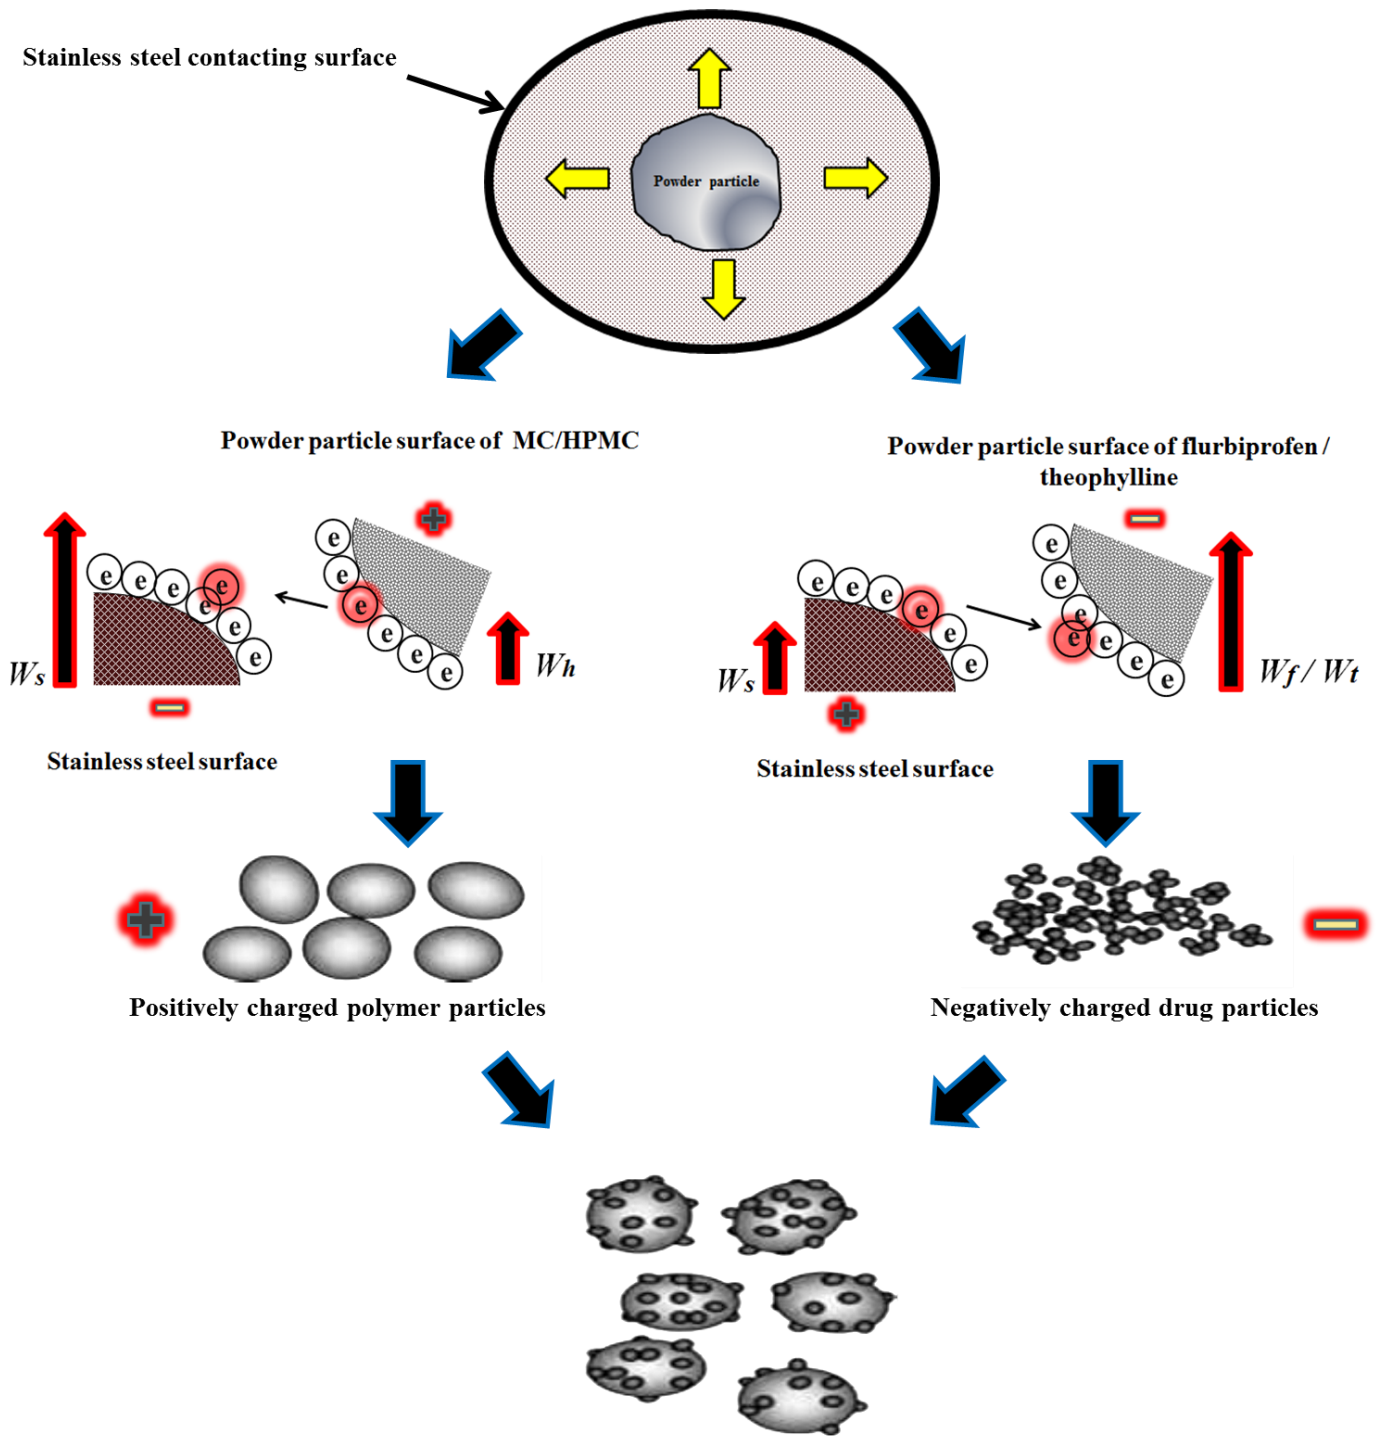 Stainless steel contacting surface
Powder particle
Powder particle surface of MC/HPMC
Powder particle surface of flurbiprofen /
theophylline
e
e
e
e
e
e
e
e
e
e
e
e
e
Ws
Wh
e
e
e
e
e
e
e
e
e
e
e
e
e
Ws
Wf / Wt
Stainless steel surface
Stainless steel surface
Positively charged polymer particles
Negatively charged drug particles